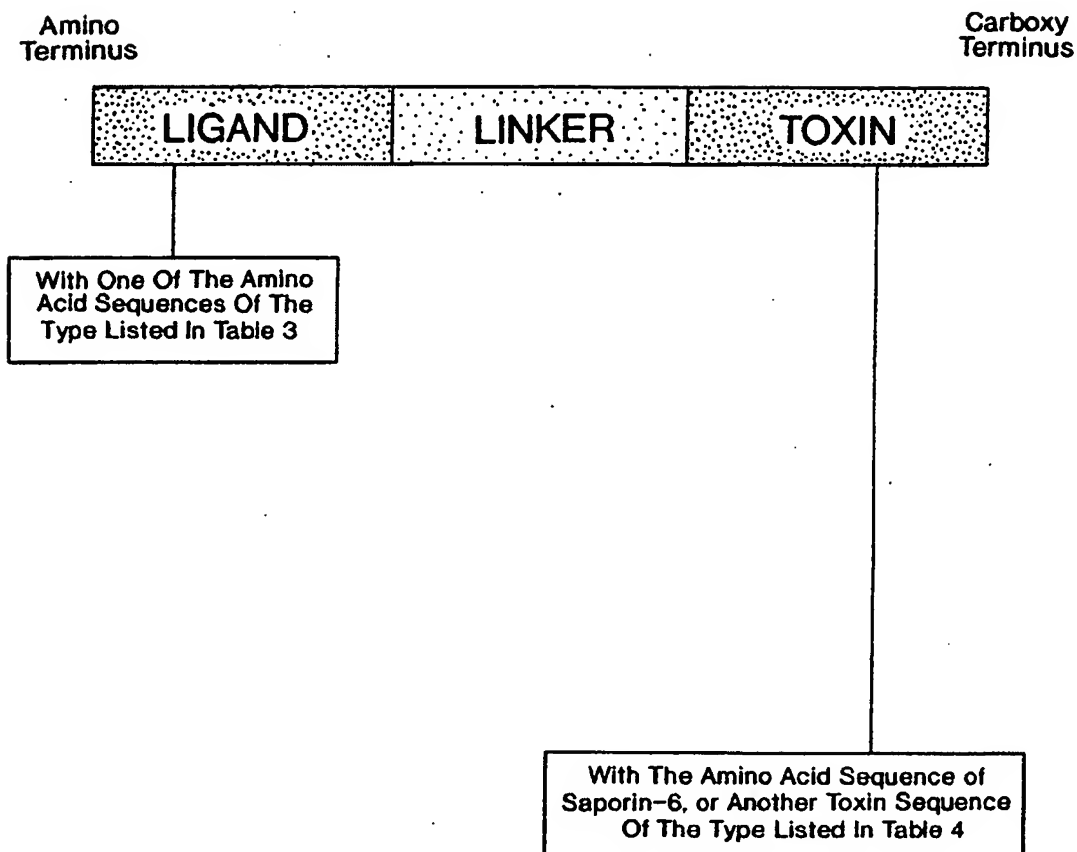 Amino
Terminus
Carboxy
Terminus
LIGAND
LINKER
TOXIN
With One Of The Amino
Acid Sequences Of The
Type Listed In Table 3
With The Amino Acid Sequence of
Saporin-6, or Another Toxin Sequence
Of The Type Listed In Table 4